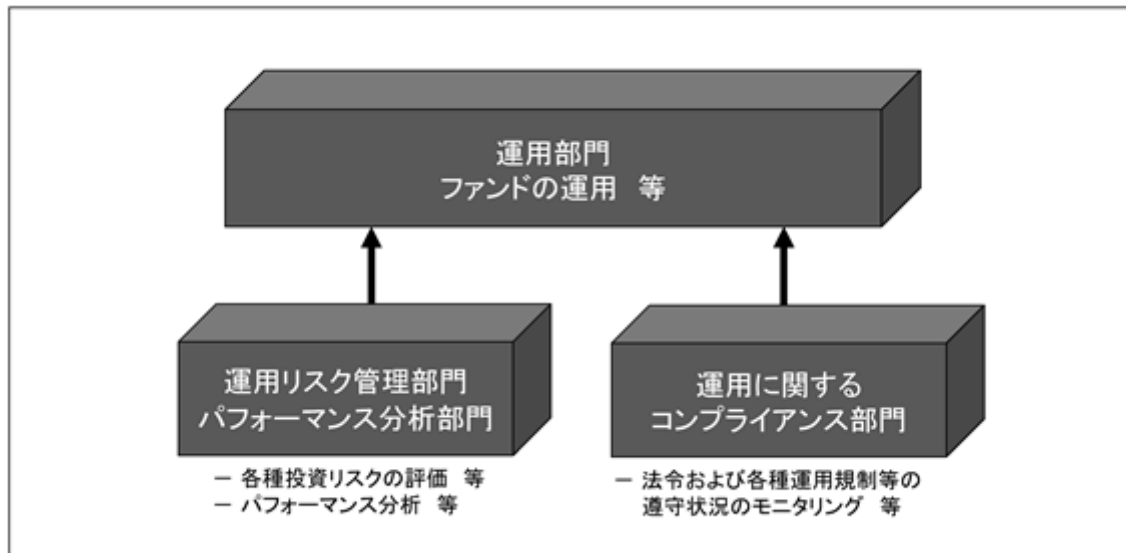 運用部門
ファンドの運用 等
運用リスク管理部門
パフォーマンス分析部門
－ 各種投資リスクの評価 等
－ パフォーマンス分析 等
運用に関する
コンプライアンス部門
－ 法令および各種運用規制等の
遵守状況のモニタリング 等